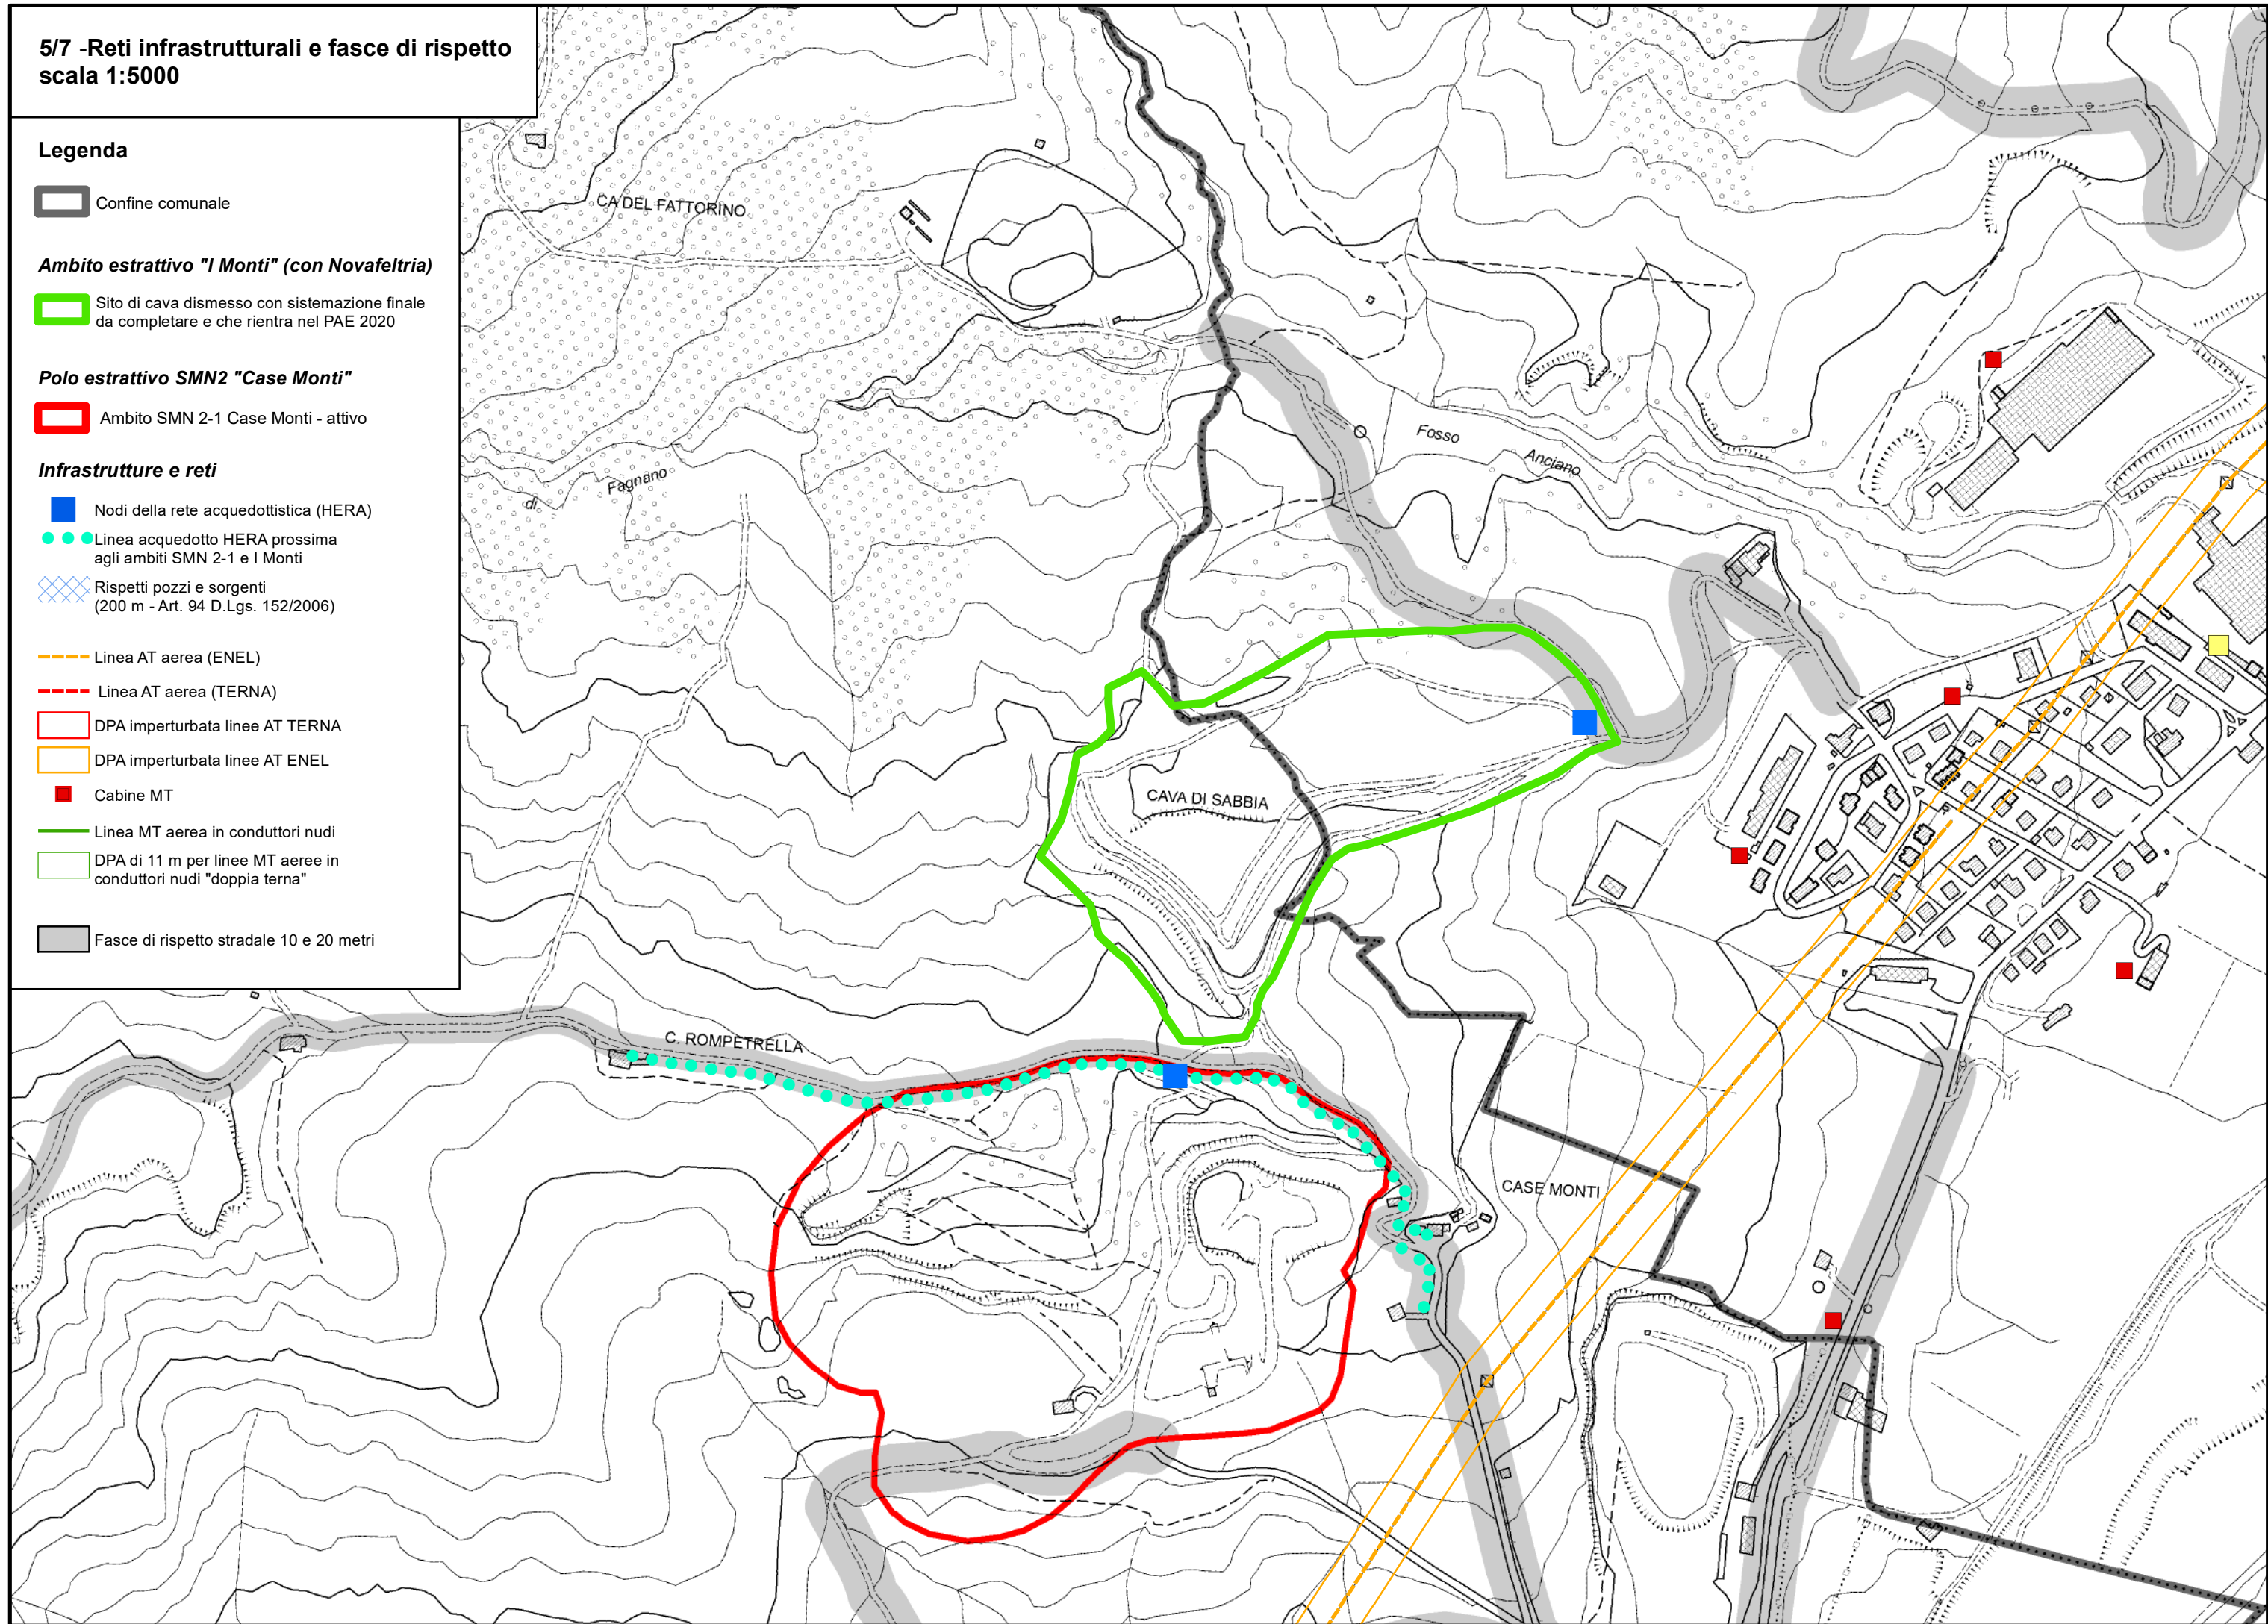 5/7 -Reti infrastrutturali e fasce di rispetto
scala 1:5000
Legenda
Confine comunale
Ambito estrattivo "I Monti" (con Novafeltria)
Sito di cava dismesso con sistemazione finale
da completare e che rientra nel PAE 2020
Polo estrattivo SMN2 "Case Monti"
Ambito SMN 2-1 Case Monti - attivo
Infrastrutture e reti
Nodi della rete acquedottistica (HERA)
Linea acquedotto HERA prossima
agli ambiti SMN 2-1 e I Monti
Rispetti pozzi e sorgenti
(200 m - Art. 94 D.Lgs. 152/2006)
Linea AT aerea (ENEL)
Linea AT aerea (TERNA)
DPA imperturbata linee AT TERNA
DPA imperturbata linee AT ENEL
Cabine MT
Linea MT aerea in conduttori nudi
DPA di 11 m per linee MT aeree in
conduttori nudi "doppia terna"
Fasce di rispetto stradale 10 e 20 metri
CA DEL FATTORINO
Fosso
Anciano
di
Fagnano
CAVA DI SABBIA
C. ROMPETRELLA
CASE MONTI